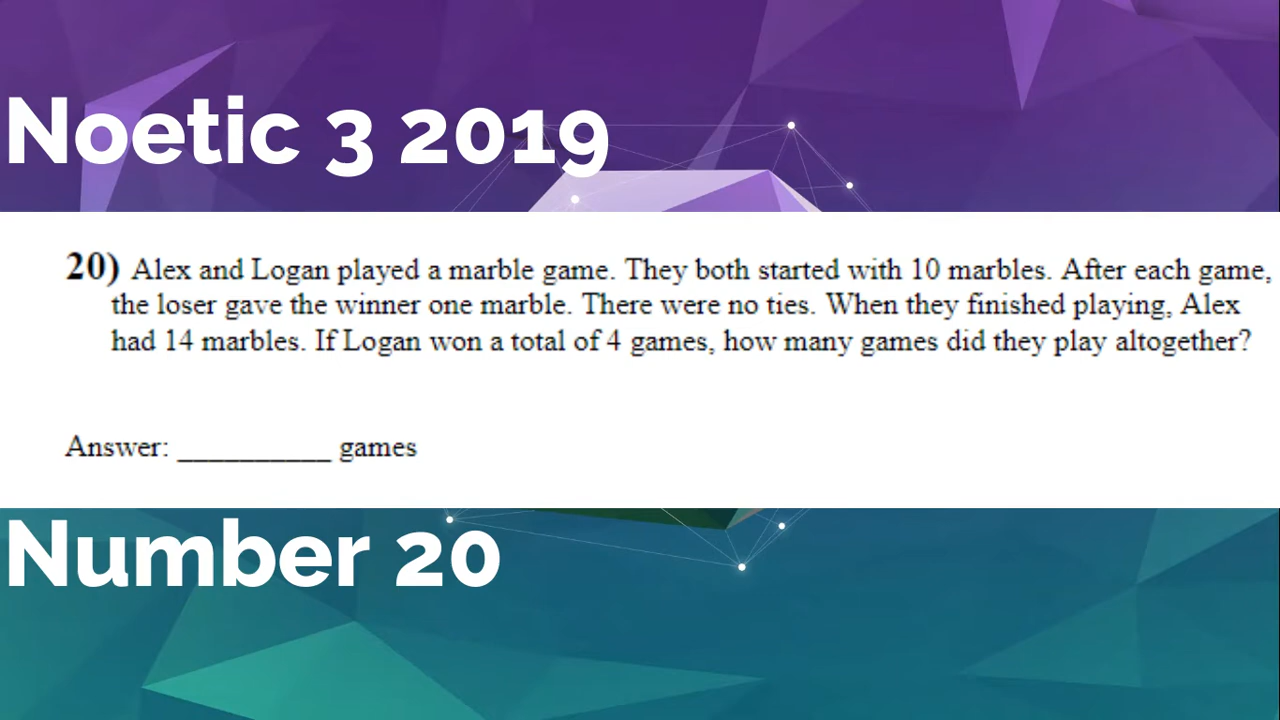 Noetic 3 2019
20) Alex and Logan played a marble game. They both started with 10 marbles. After each game,
the loser gave the winner one marble. There were no ties. When they finished playing, Alex
had 14 marbles. If Logan won a total of 4 games, how many games did they play altogether?
Answer: __________ games
Number 20